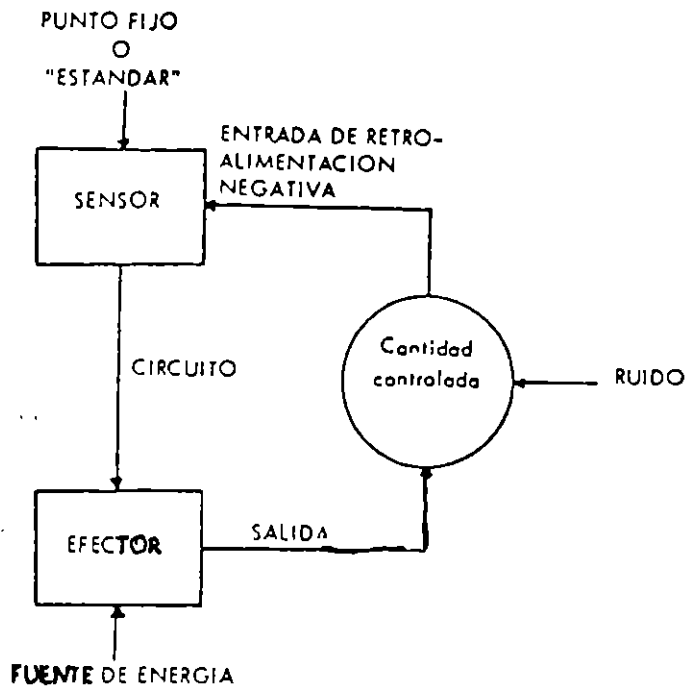 PUNTO FIJO
O
"ESTANDAR"
ENTRADA DE RETRO-
ALIMENTACION
NEGATIVA
SENSOR
Cantidad
controlada
CIRCUITO
RUIDO
EFECTOR
SALIDA
FUENTE DE ENERGIA